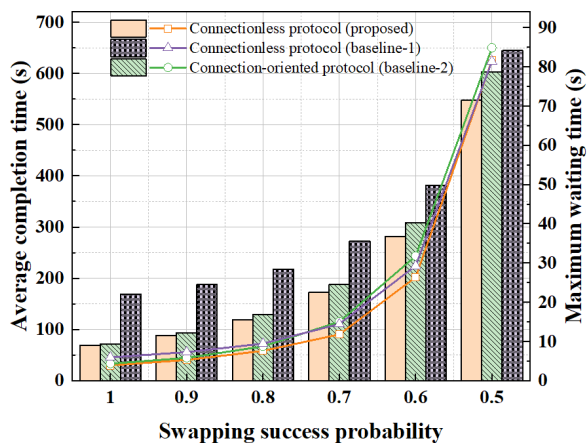 Connectionless protocol (proposed)
Connectionless protocol (baseline-1)
Connection-oriented protocol (baseline-2)
Average completion time (s)
700
600
500
400
300
200
100
0
Maximum waiting time (s)
90
80
70
60
50
40
30
20
10
0
1 0.9 0.8 0.7 0.6 0.5
Swapping success probability